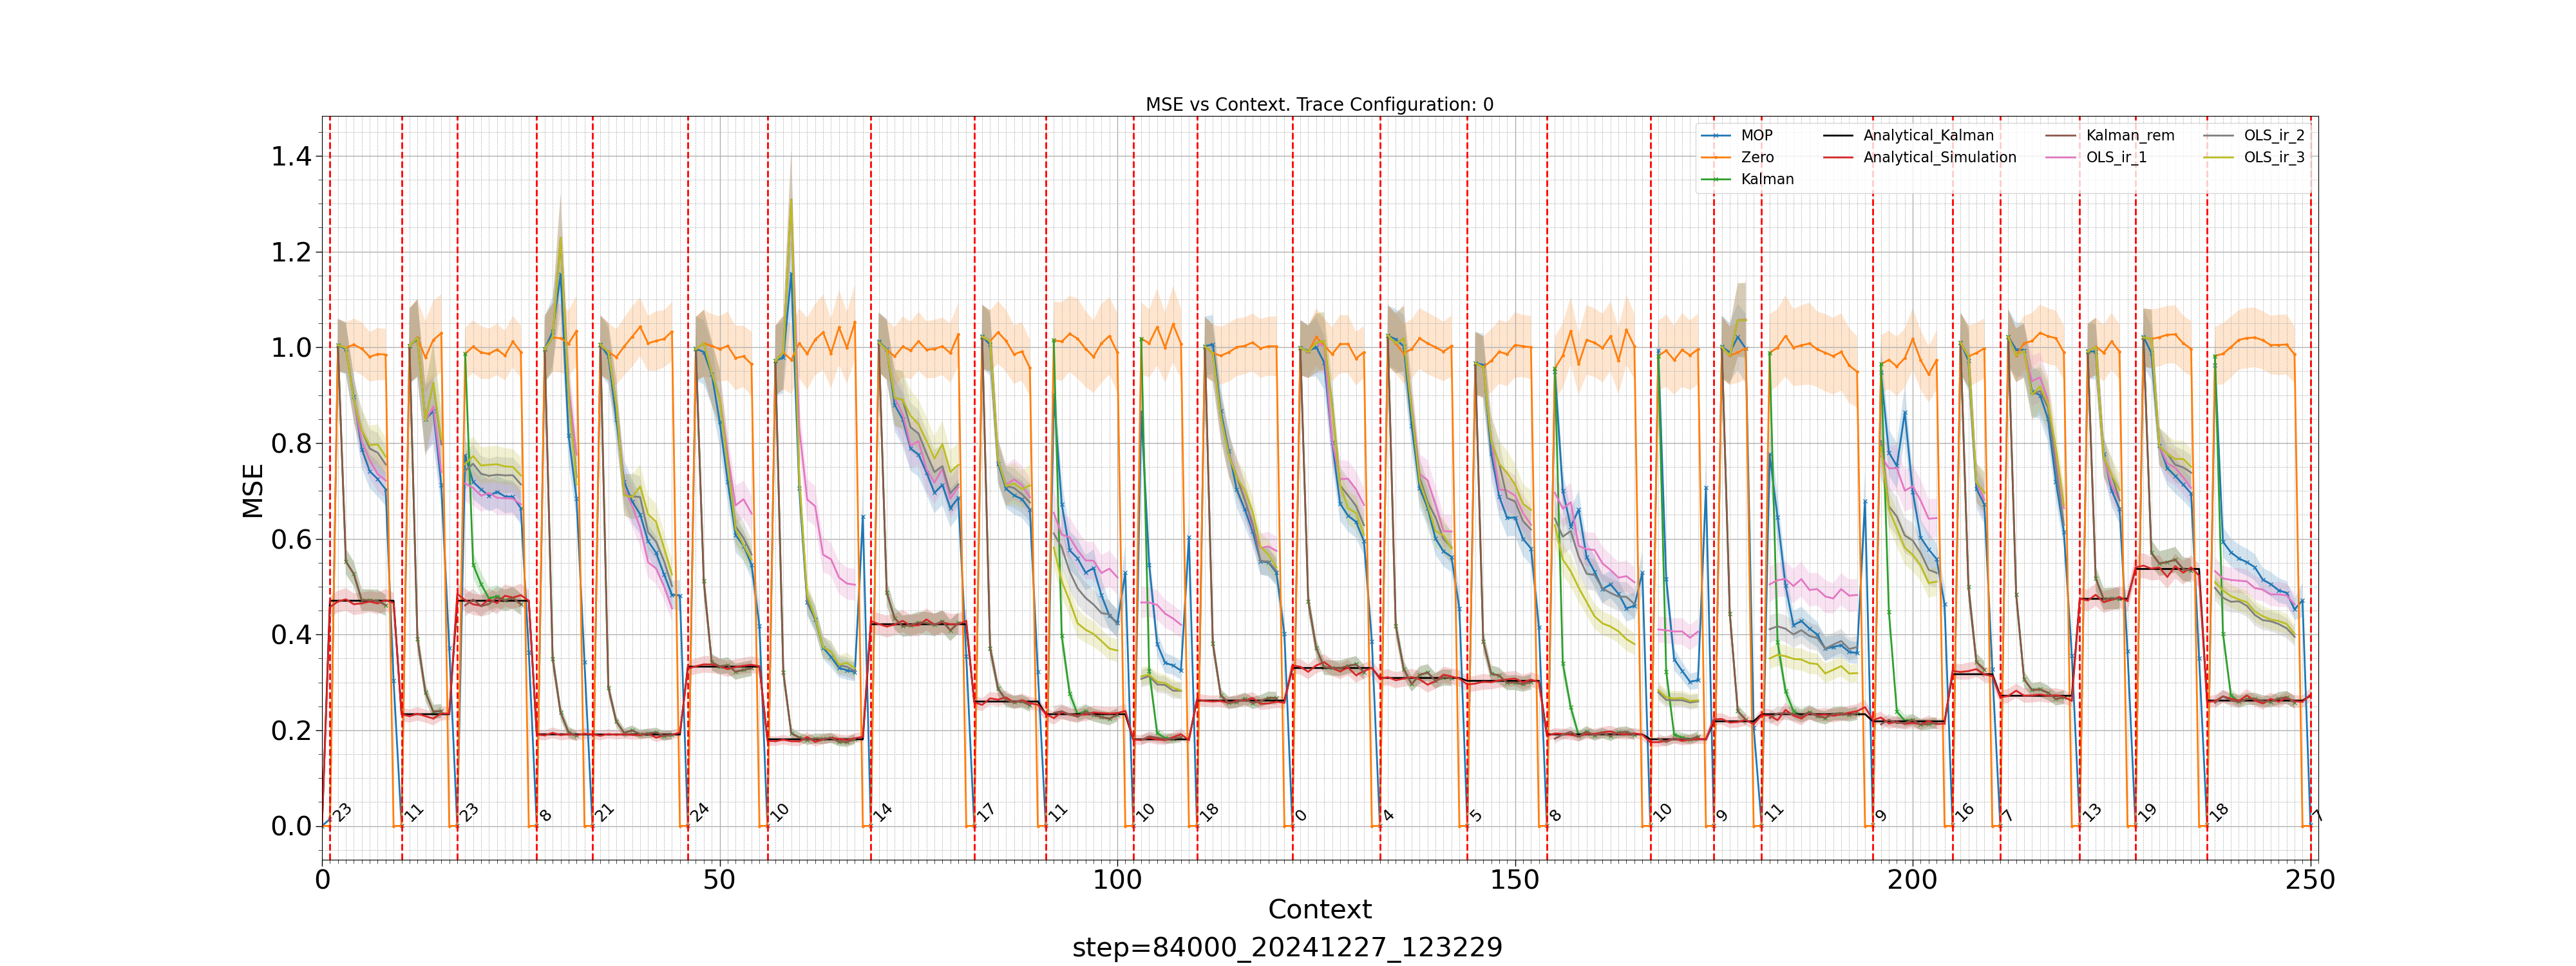 MSE vs Context. Trace Configuration: 0
MOP
Zero
Kalman
Analytical_Kalman
Analytical_Simulation
Kalman_rem
OLS_ir_1
OLS_ir_2
OLS_ir_3
MSE
1.4
1.2
1.0
0.8
0.6
0.4
0.2
0.0
23 11 23 8 21 24 10 14 17 11 10 18 0 4 5 8 10 9 11 9 16 7 13 19 18 7
0 50 100 150 200 250
Context
step=84000_20241227_123229